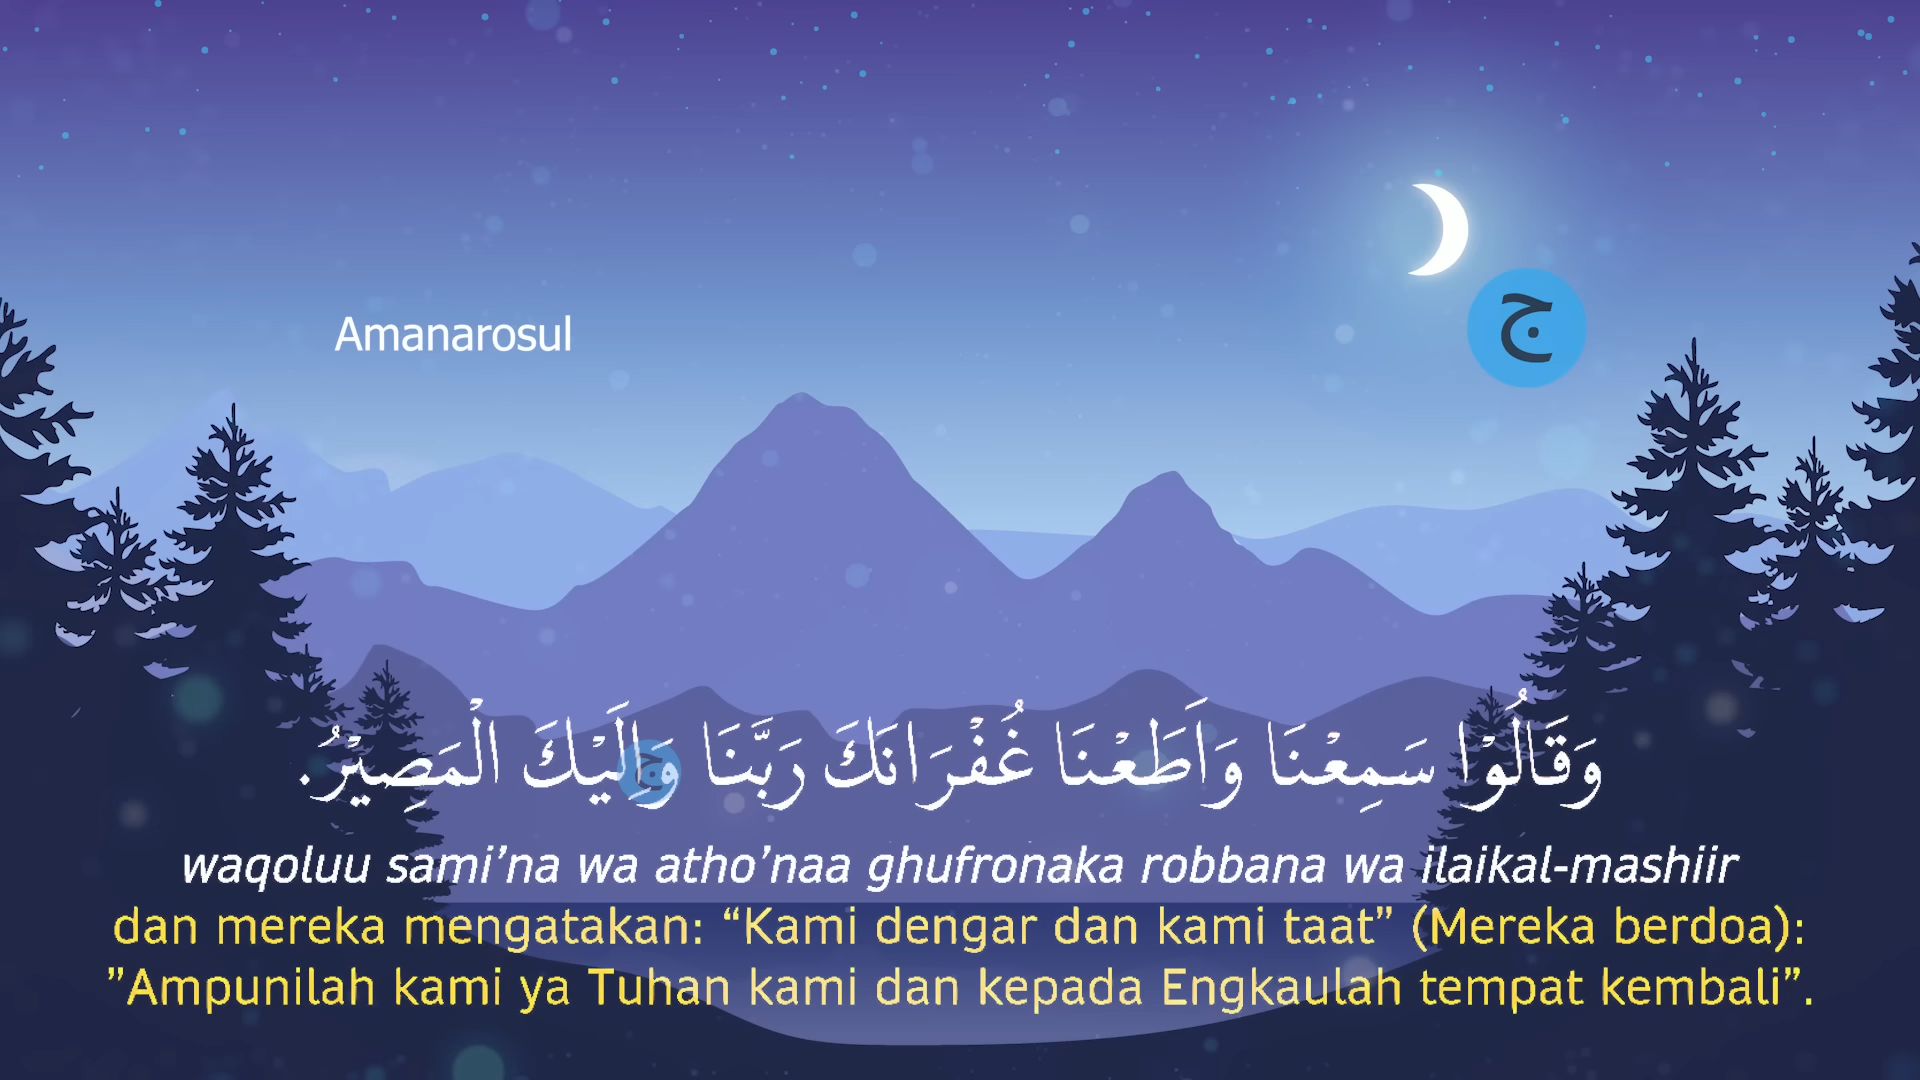 Amanarosul
ج
وَقَالُوْا سَمِعْنَا وَاَطَعْنَا غُفْرَانَكَ رَبَّنَا وَاِلَيْكَ الْمَصِيْرُ.
ج
waqoluu sami’na wa atho’naa ghufronaka robbana wa ilaikal-mashiir
dan mereka mengatakan: “Kami dengar dan kami taat” (Mereka berdoa):
”Ampunilah kami ya Tuhan kami dan kepada Engkaulah tempat kembali”.